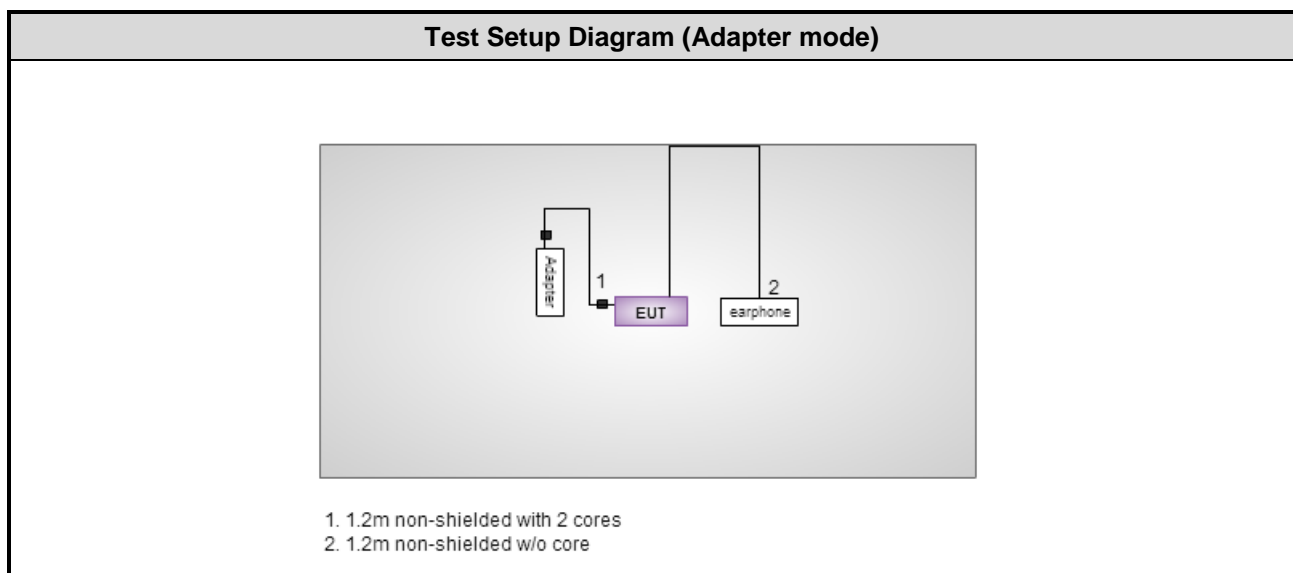 Test Setup Diagram (Adapter mode)
Adapter
1
EUT
2
earphone
1. 1.2m non-shielded with 2 cores
2. 1.2m non-shielded w/o core